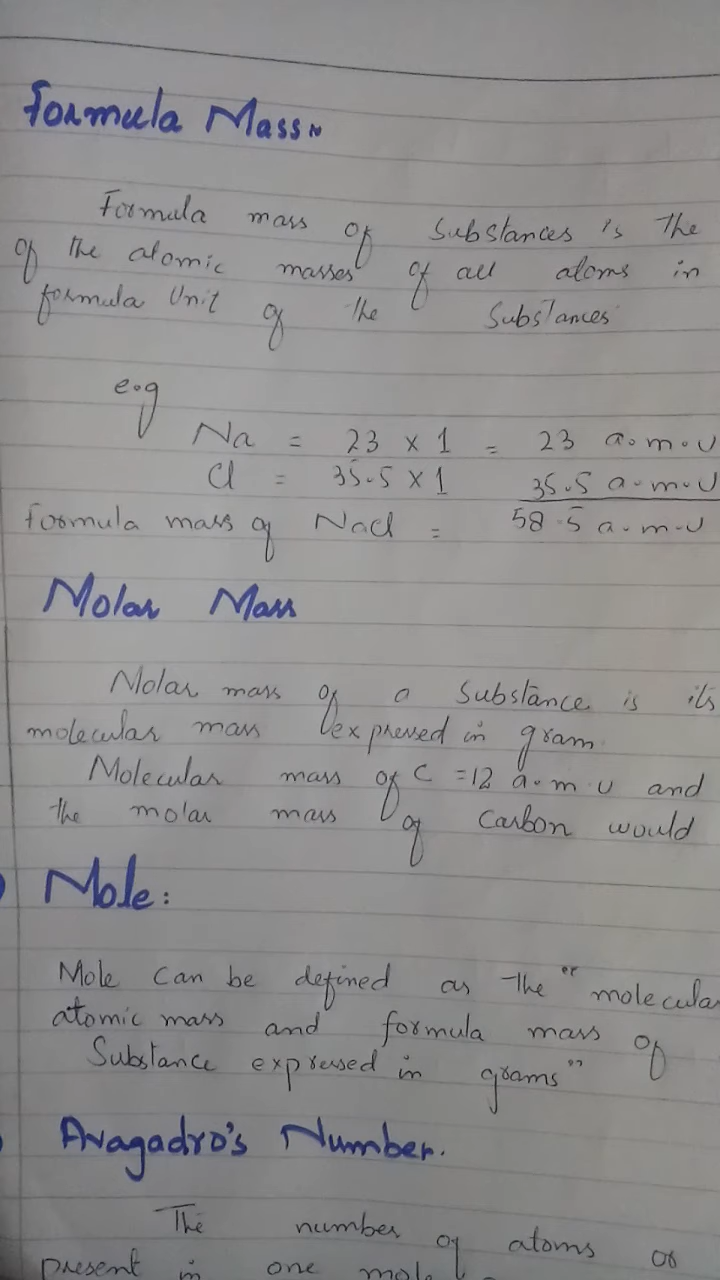 Formula Mass
Formula mass of Substances is The
of the atomic masses of all atoms in
formula Unit of the Substances
e.g
Na = 23 × 1 = 23 a.m.u
Cl = 35.5 × 1 35.5 a.m.u
formula mass of Nacl = 58.5 a.m.u
Molar Mass
Molar mass of a Substance is its
molecular mass expressed in gram
Molecular mass of C = 12 a.m.u and
the molar mass of Carbon would
Mole:
Mole can be defined as the "molecular
atomic mass and formula mass of
Substance expressed in grams"
Avagadro's Number.
The number of atoms or
present in one mole